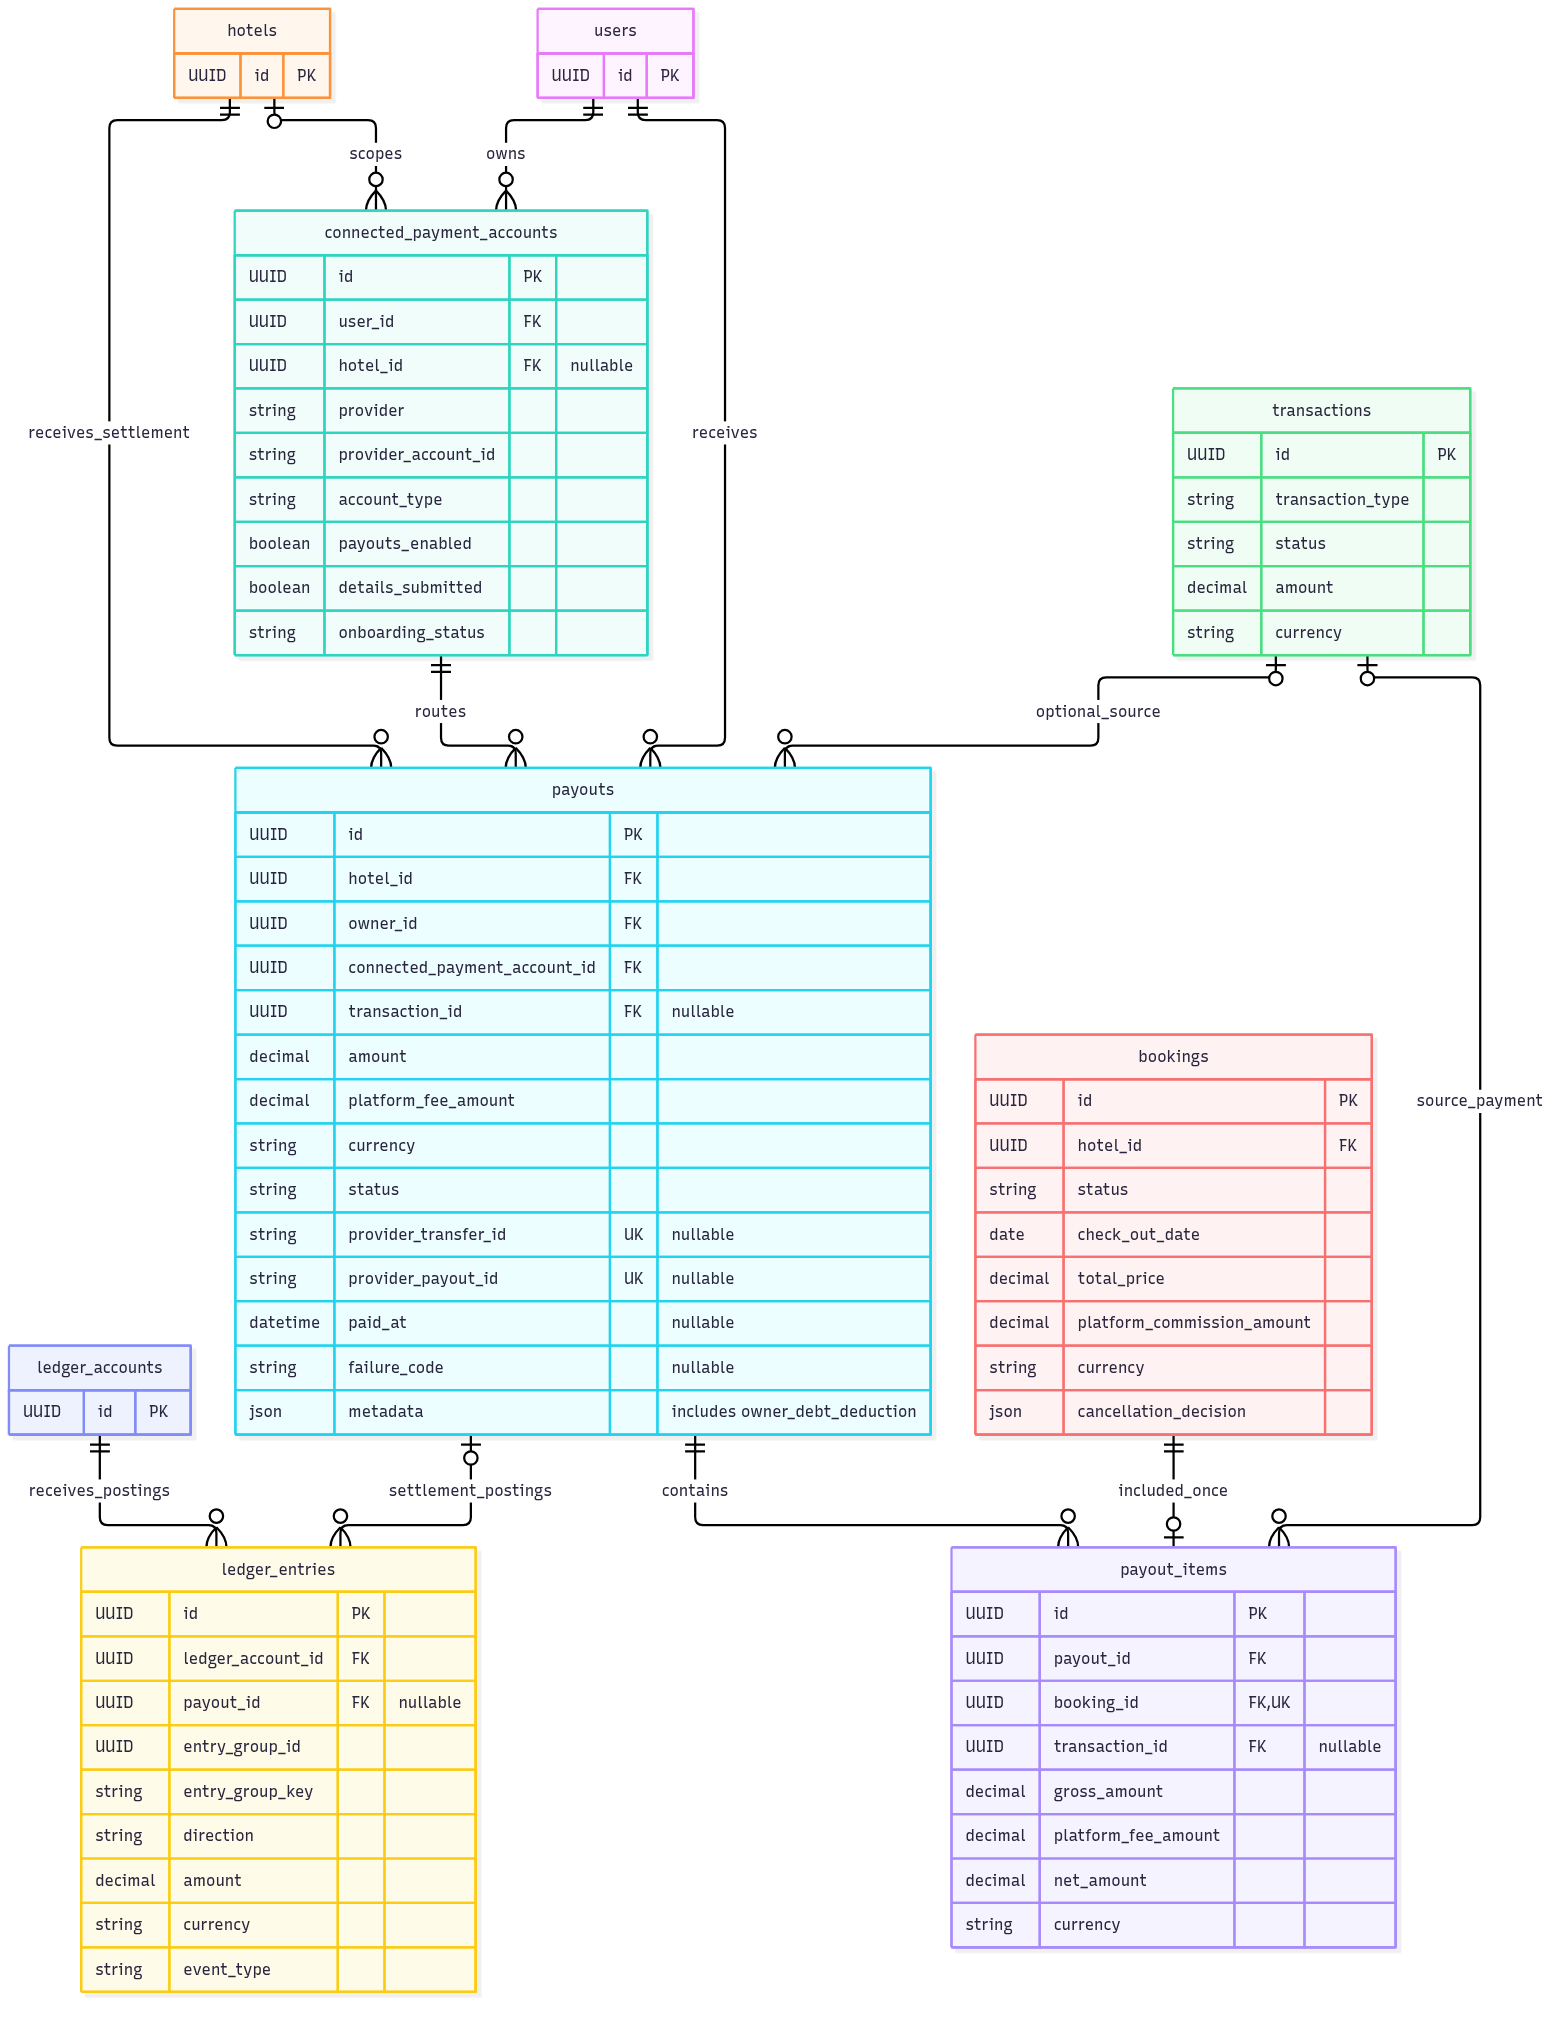 hotels
UUID id PK
users
UUID id PK
scopes
owns
connected_payment_accounts
UUID id PK
UUID user_id FK
UUID hotel_id FK nullable
string provider
string provider_account_id
string account_type
boolean payouts_enabled
boolean details_submitted
string onboarding_status
receives_settlement
receives
transactions
UUID id PK
string transaction_type
string status
decimal amount
string currency
routes
optional_source
payouts
UUID id PK
UUID hotel_id FK
UUID owner_id FK
UUID connected_payment_account_id FK
UUID transaction_id FK nullable
decimal amount
decimal platform_fee_amount
string currency
string status
string provider_transfer_id UK nullable
string provider_payout_id UK nullable
datetime paid_at nullable
string failure_code nullable
json metadata includes owner_debt_deduction
bookings
UUID id PK
UUID hotel_id FK
string status
date check_out_date
decimal total_price
decimal platform_commission_amount
string currency
json cancellation_decision
source_payment
ledger_accounts
UUID id PK
receives_postings
settlement_postings
contains
included_once
ledger_entries
UUID id PK
UUID ledger_account_id FK
UUID payout_id FK nullable
UUID entry_group_id
string entry_group_key
string direction
decimal amount
string currency
string event_type
payout_items
UUID id PK
UUID payout_id FK
UUID booking_id FK,UK
UUID transaction_id FK nullable
decimal gross_amount
decimal platform_fee_amount
decimal net_amount
string currency